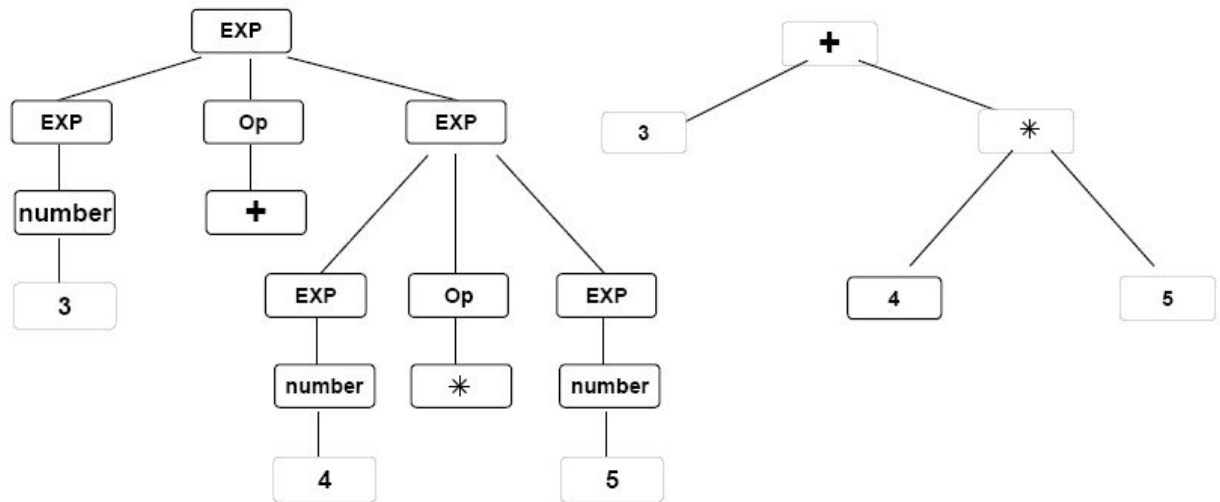 EXP
+
EXP Op EXP
3 *
number +
EXP Op EXP
4 5
3
number * number
4 5